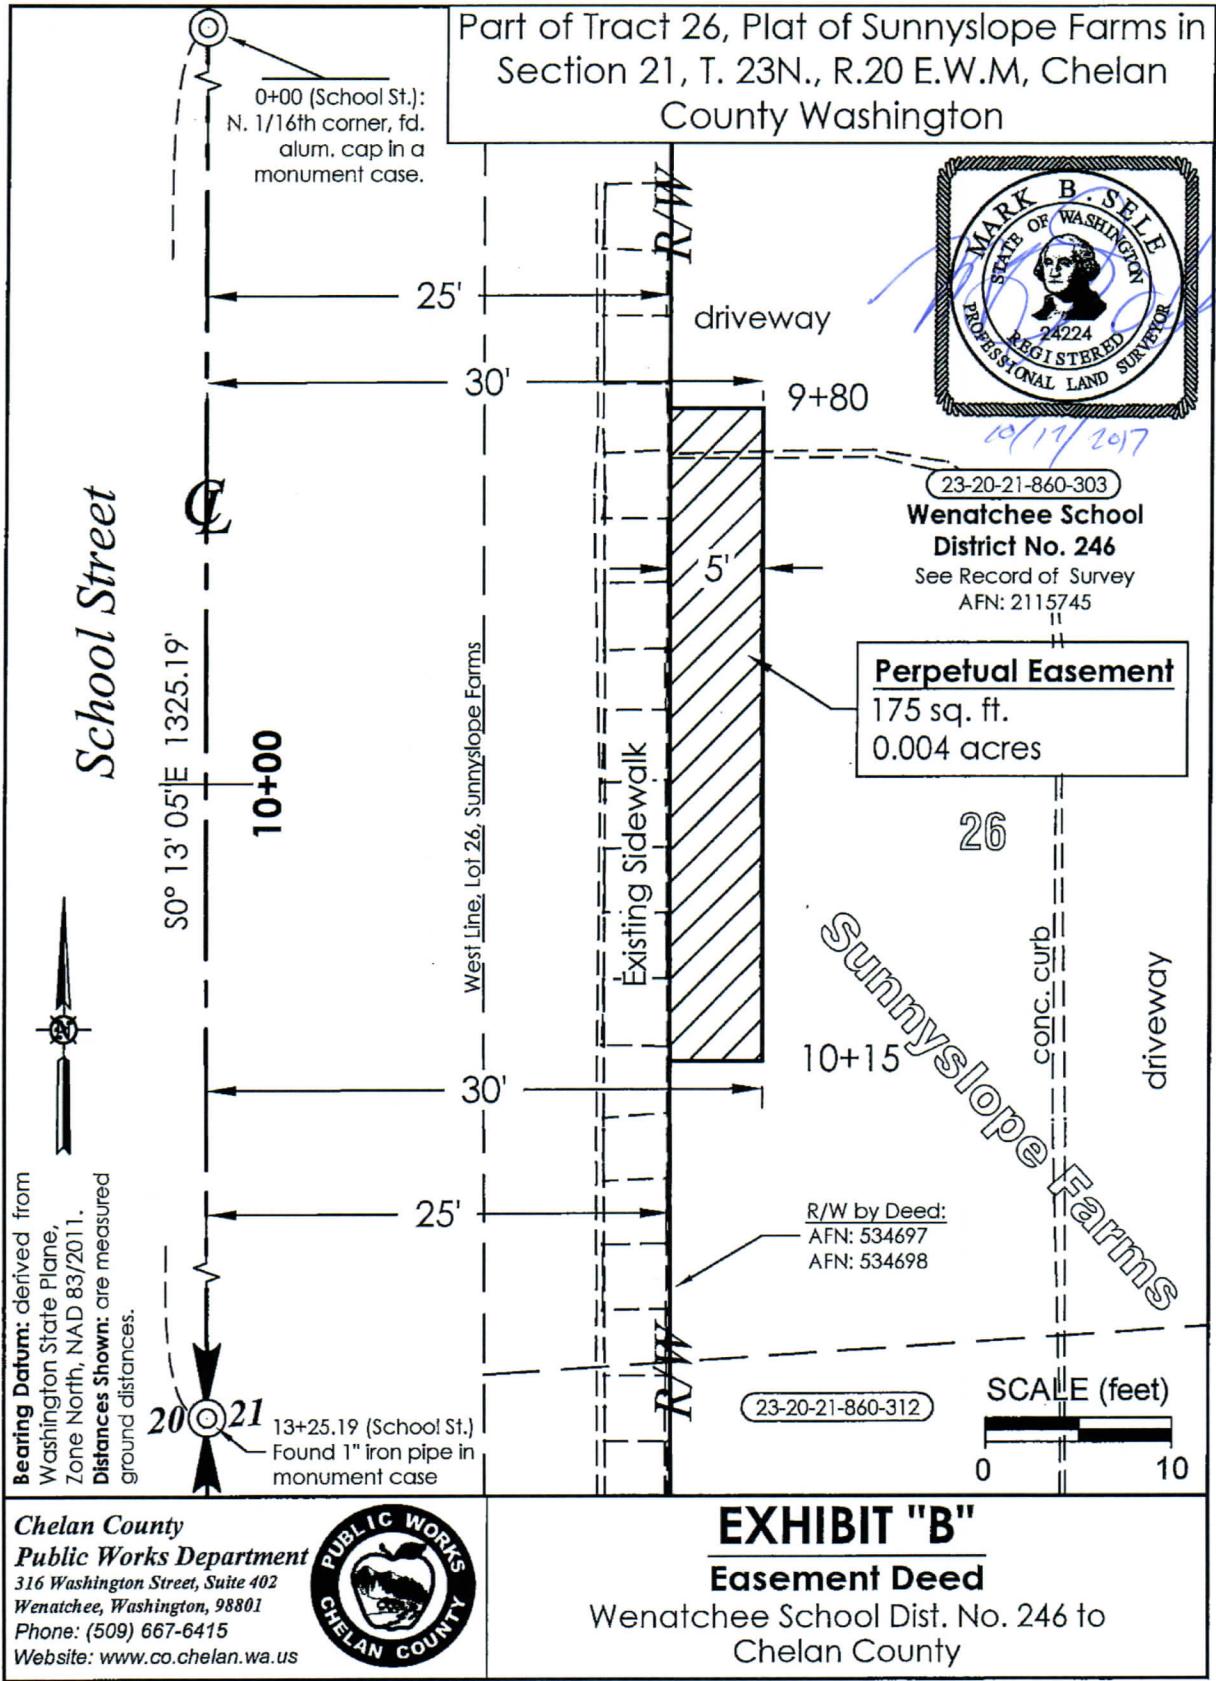 Part of Tract 26, Plat of Sunnyslope Farms in
Section 21, T. 23N., R.20 E.W.M, Chelan
County Washington
0+00 (School St.):
N. 1/16th corner, fd.
alum. cap in a
monument case.
R/W
MARK B. SELE
STATE OF WASHINGTON
24224
REGISTERED
PROFESSIONAL LAND SURVEYOR
25'
driveway
30'
9+80
10/17/2017
23-20-21-860-303
Wenatchee School
District No. 246
See Record of Survey
AFN: 2115745
CL
School Street
S0° 13' 05"E 1325.19'
10+00
West Line, Lot 26, Sunnyslope Farms
Existing Sidewalk
5'
Perpetual Easement
175 sq. ft.
0.004 acres
26
Sunnyslope Farms
conc. curb
driveway
N
10+15
30'
25'
R/W by Deed:
AFN: 534697
AFN: 534698
Bearing Datum: derived from
Washington State Plane,
Zone North, NAD 83/2011.
Distances Shown: are measured
ground distances.
R/W
20 21
13+25.19 (School St.)
Found 1" iron pipe in
monument case
23-20-21-860-312
SCALE (feet)
0 10
Chelan County
Public Works Department
316 Washington Street, Suite 402
Wenatchee, Washington, 98801
Phone: (509) 667-6415
Website: www.co.chelan.wa.us
PUBLIC WORKS
CHELAN COUNTY
EXHIBIT "B"
Easement Deed
Wenatchee School Dist. No. 246 to
Chelan County